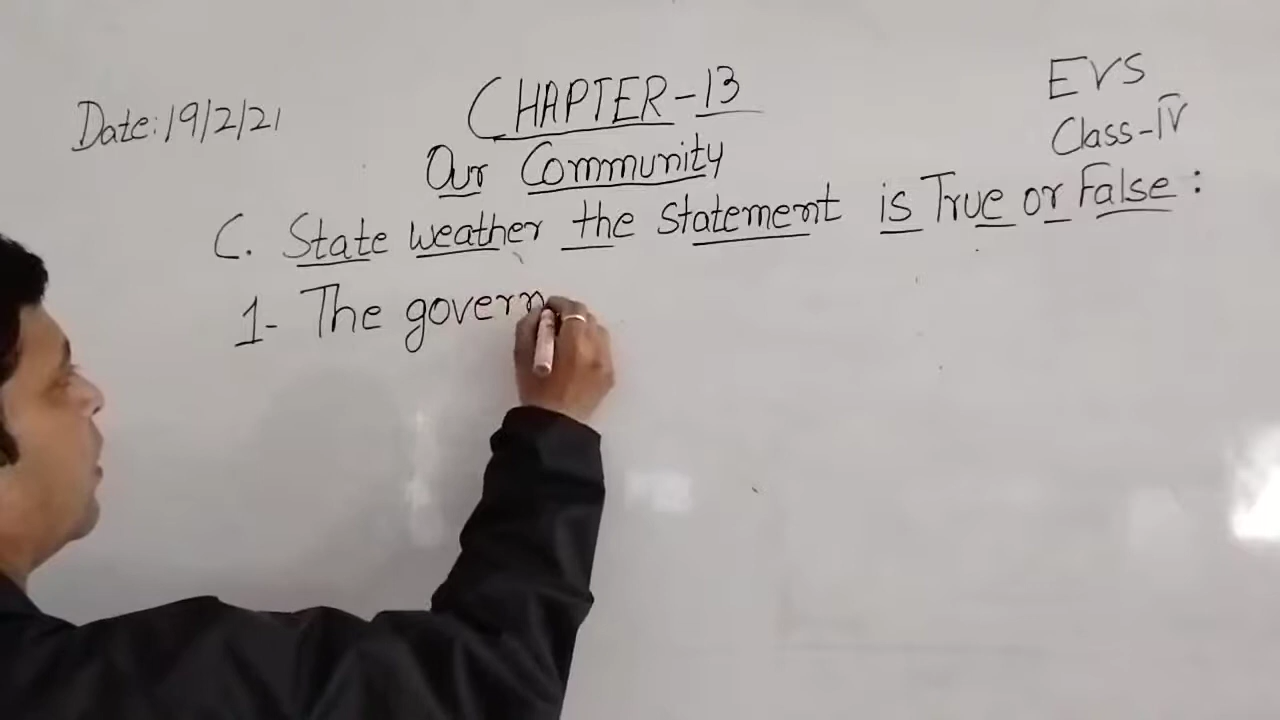 Date: 19/2/21
CHAPTER-13
EVS
Class-IV
Our Community
C. State weather the statement is True or False:
1- The govern